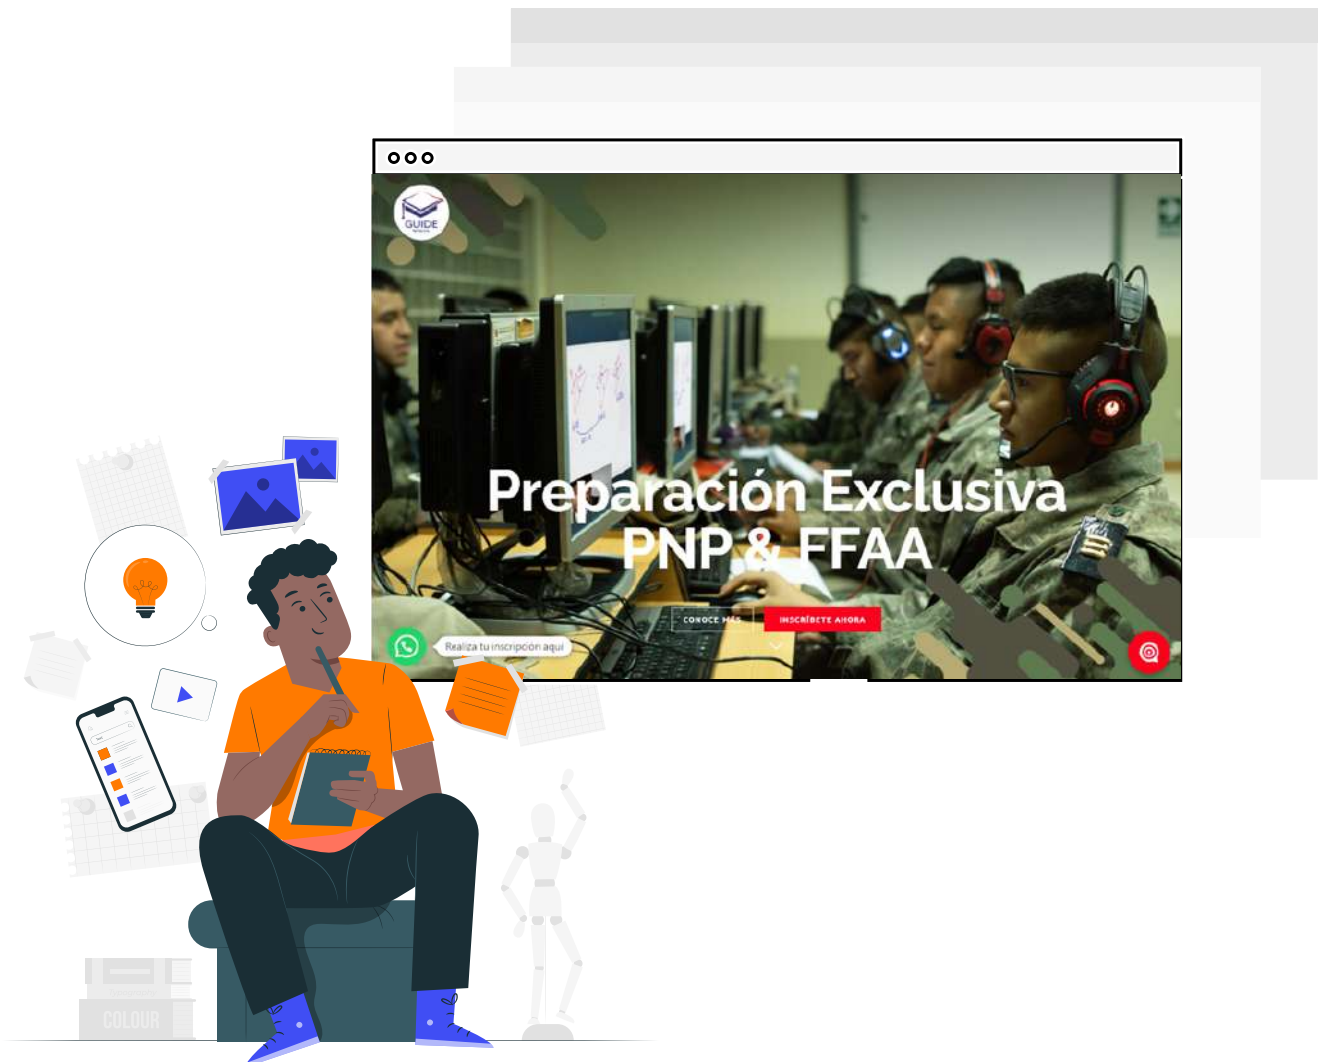 GUIDE
Preparación Exclusiva
PNP & FFAA
CONOCE MÁS
INSCRÍBETE AHORA
Realiza tu inscripción aquí
COLOUR